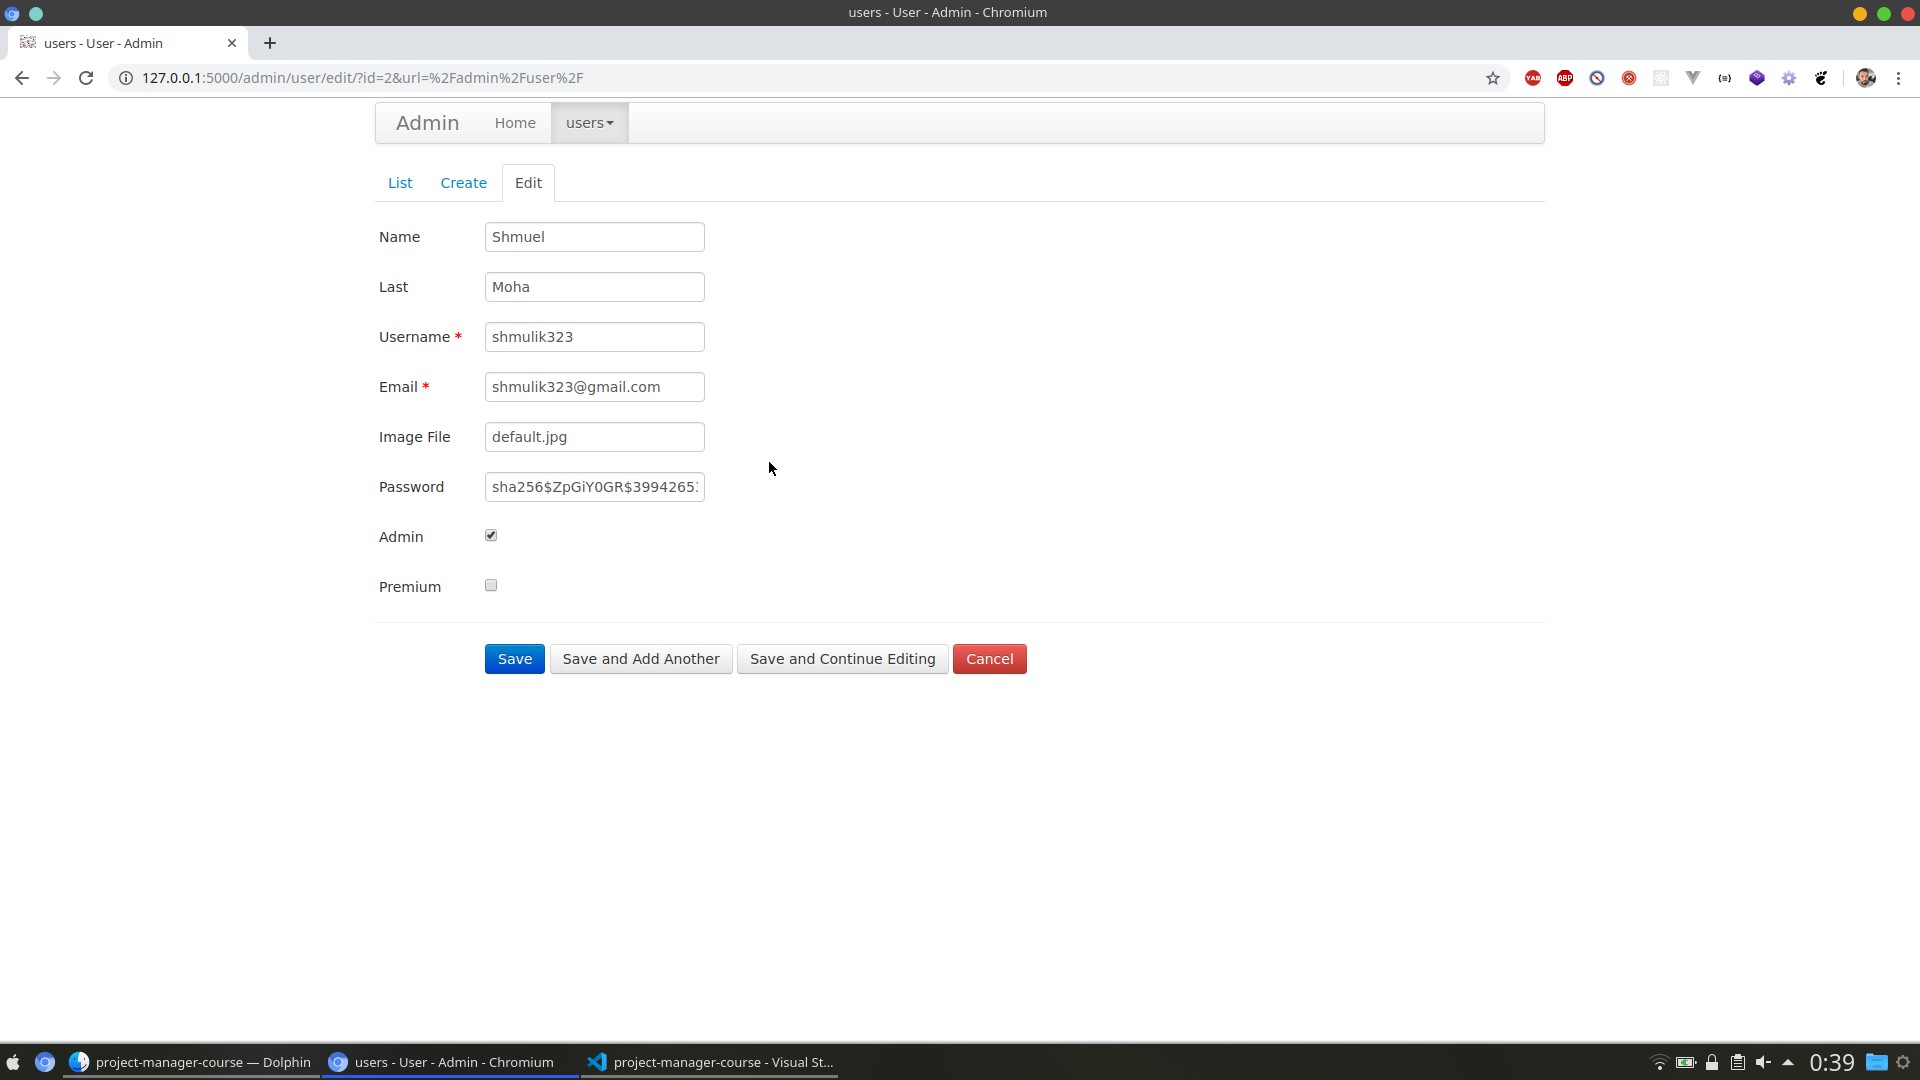 users - User - Admin - Chromium
users - User - Admin
127.0.0.1:5000/admin/user/edit/?id=2&url=%2Fadmin%2Fuser%2F
YAB
ABP
Admin Home users
List Create Edit
Name Shmuel
Last Moha
Username * shmulik323
Email * shmulik323@gmail.com
Image File default.jpg
Password sha256$ZpGiY0GR$3994265
Admin
Premium
Save Save and Add Another Save and Continue Editing Cancel
project-manager-course — Dolphin users - User - Admin - Chromium project-manager-course - Visual St... 0:39